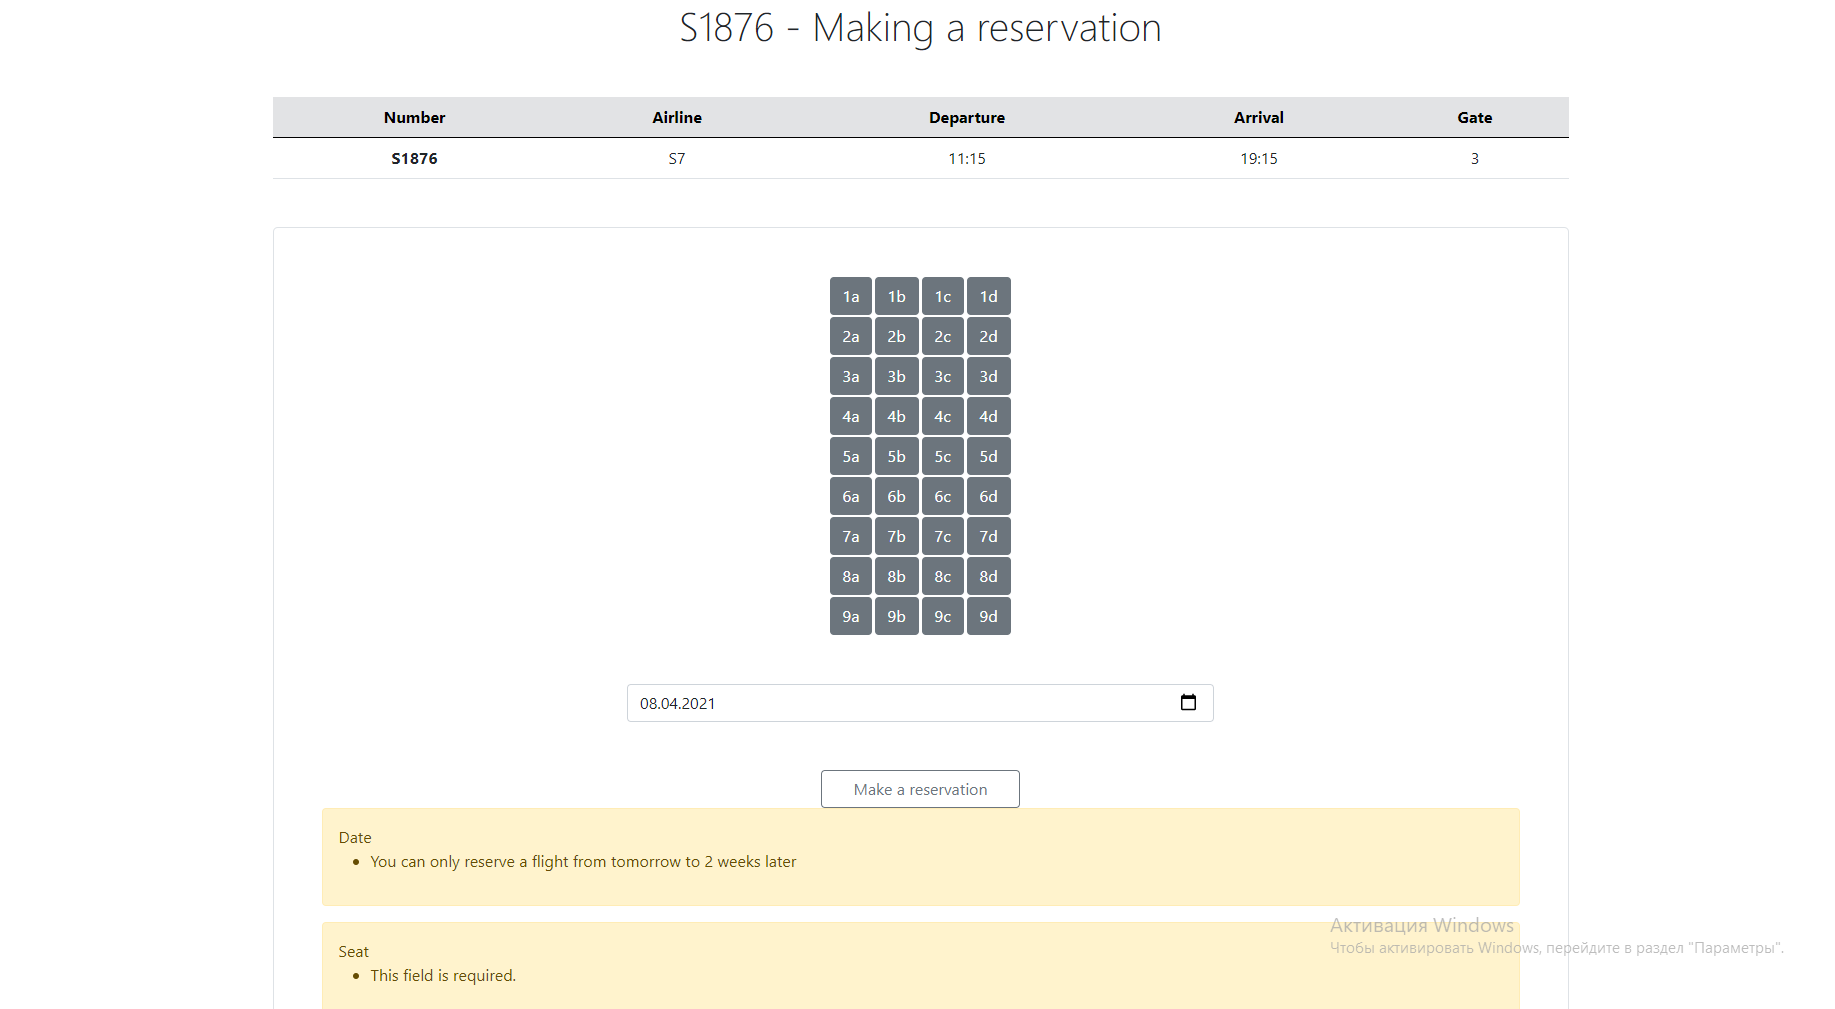 S1876 - Making a reservation
Number Airline Departure Arrival Gate
S1876 S7 11:15 19:15 3
1a 1b 1c 1d
2a 2b 2c 2d
3a 3b 3c 3d
4a 4b 4c 4d
5a 5b 5c 5d
6a 6b 6c 6d
7a 7b 7c 7d
8a 8b 8c 8d
9a 9b 9c 9d
08.04.2021
Make a reservation
Date
You can only reserve a flight from tomorrow to 2 weeks later
Seat
This field is required.
Активация Windows
Чтобы активировать Windows, перейдите в раздел "Параметры".